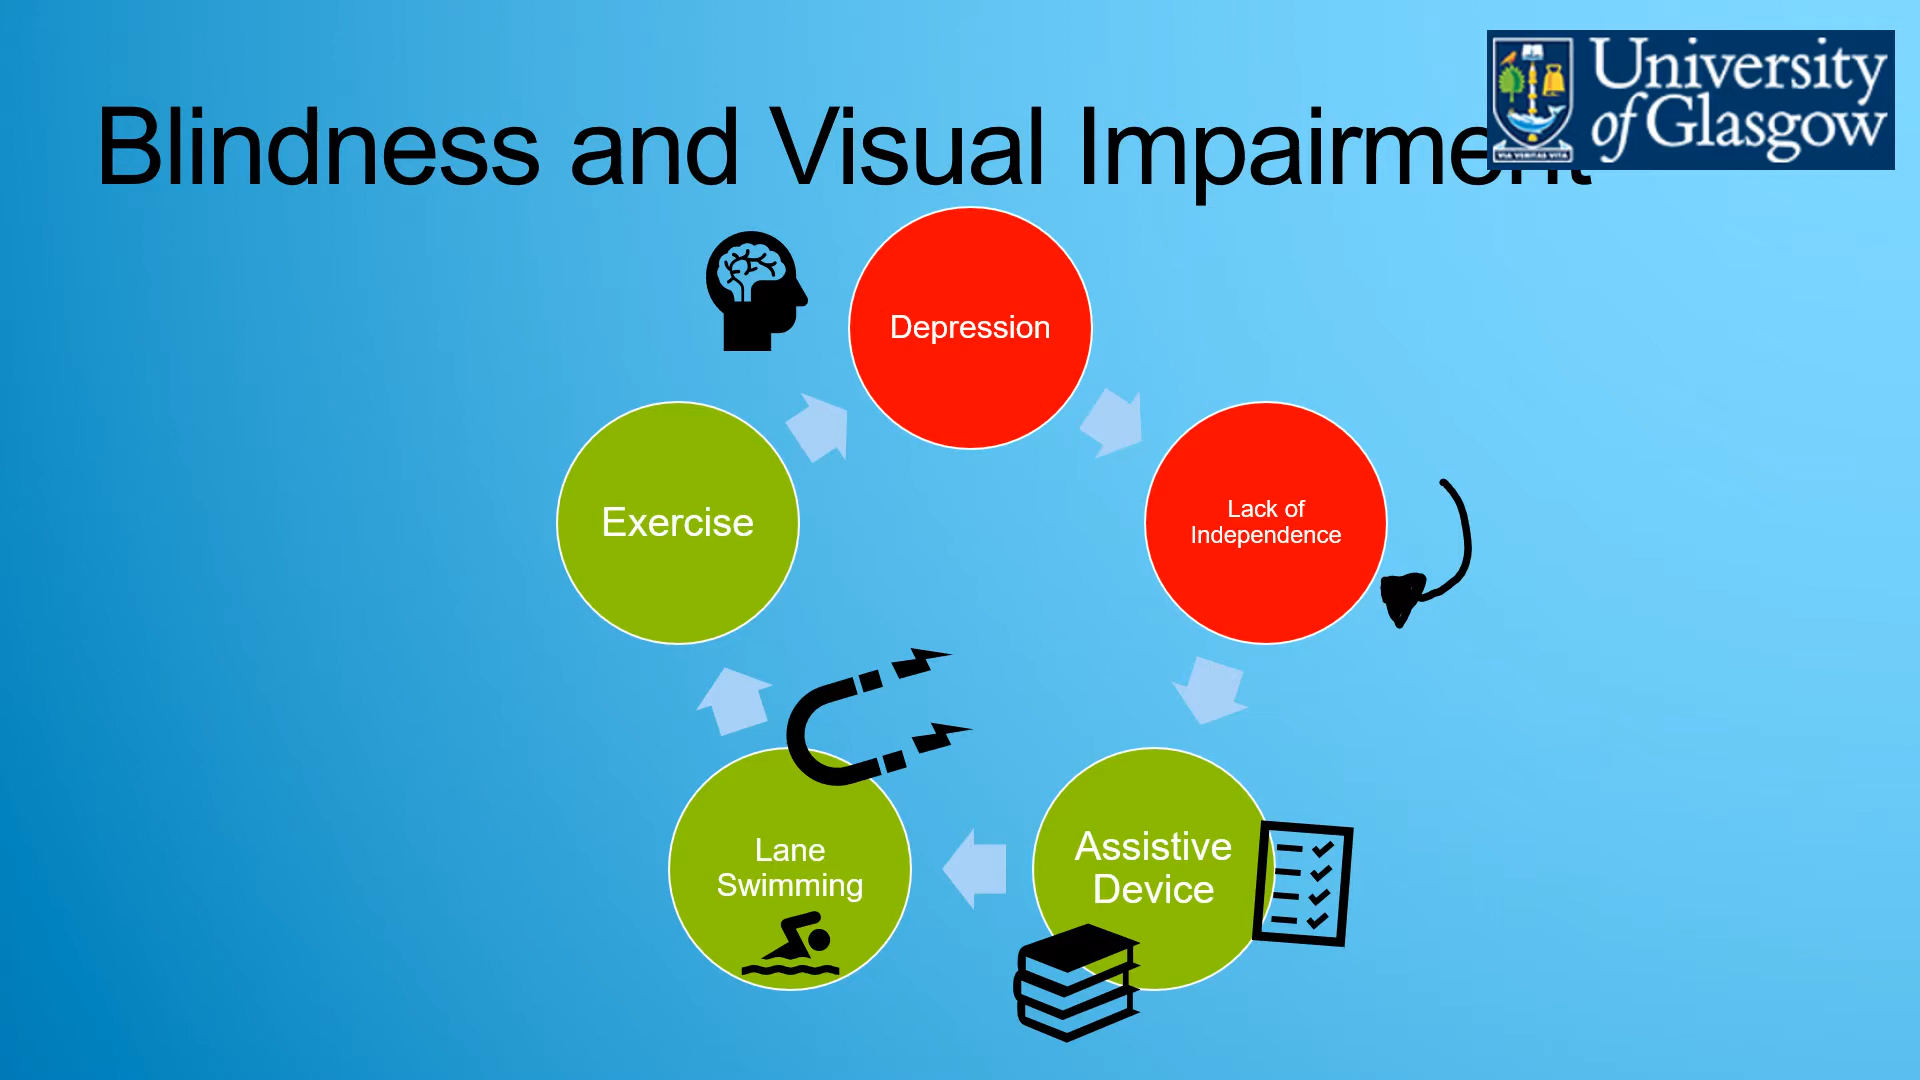 Blindness and Visual Impairment
University
of Glasgow
VIA VERITAS VITA
Depression
Lack of
Independence
Exercise
Lane
Swimming
Assistive
Device